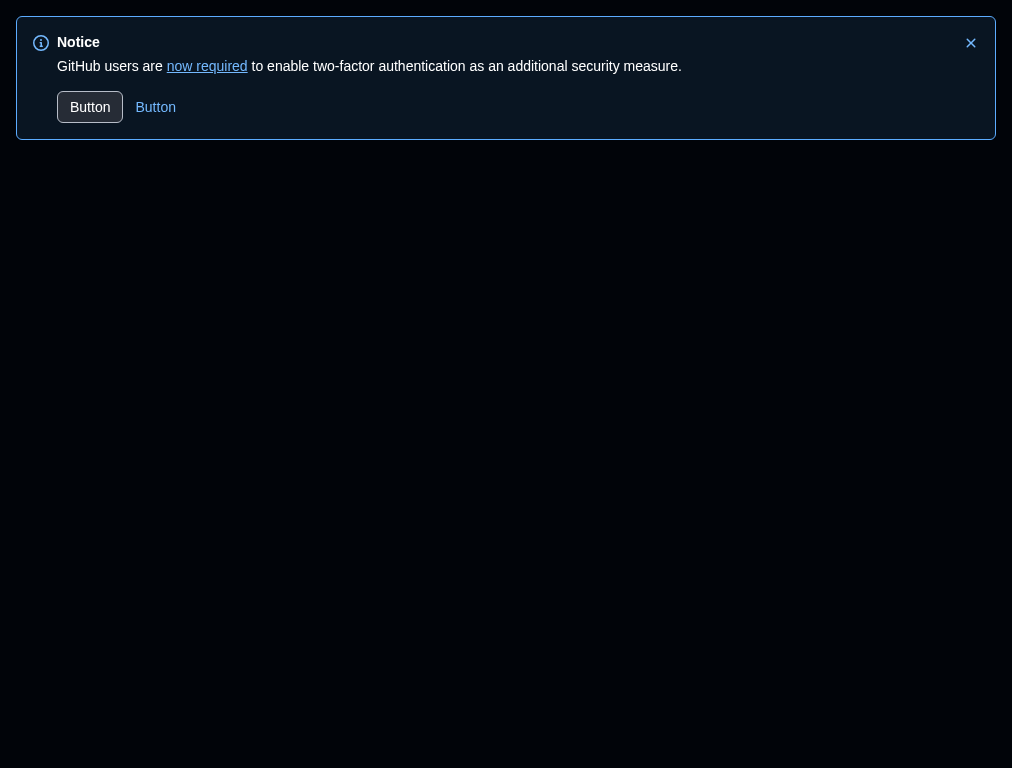 Notice
GitHub users are now required to enable two-factor authentication as an additional security measure.
Button Button